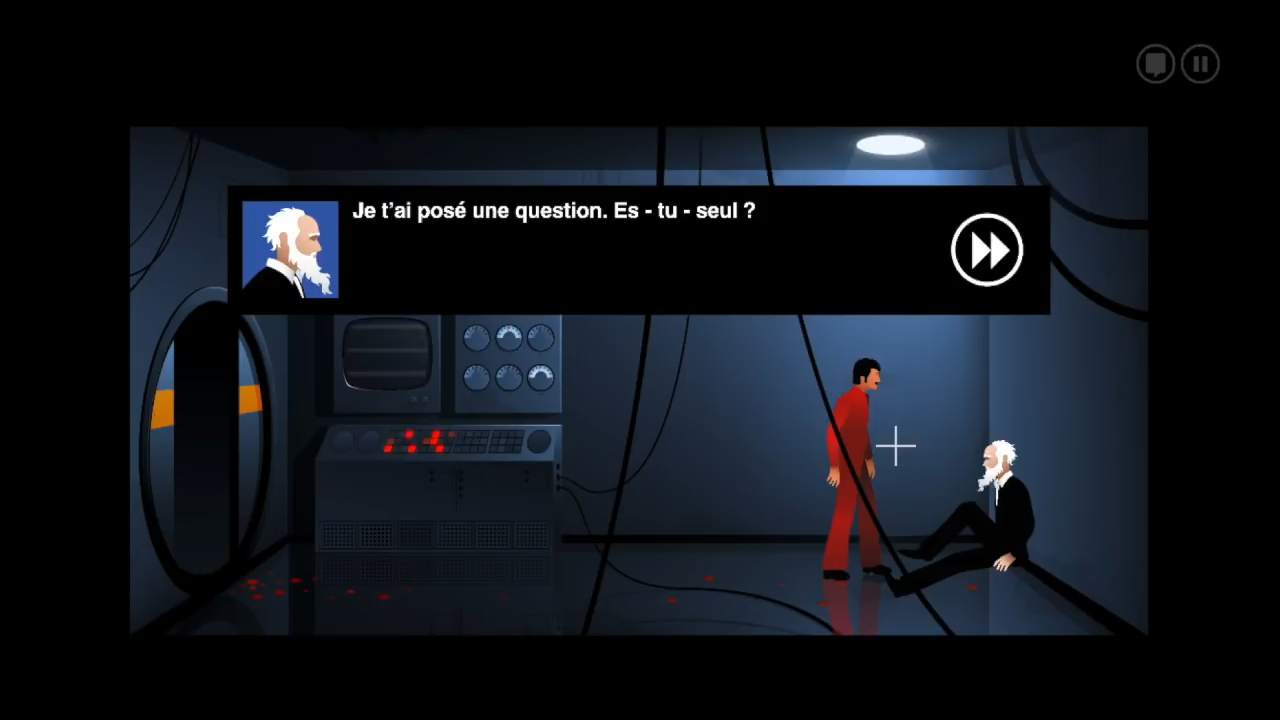 Je t’ai posé une question. Es - tu - seul ?